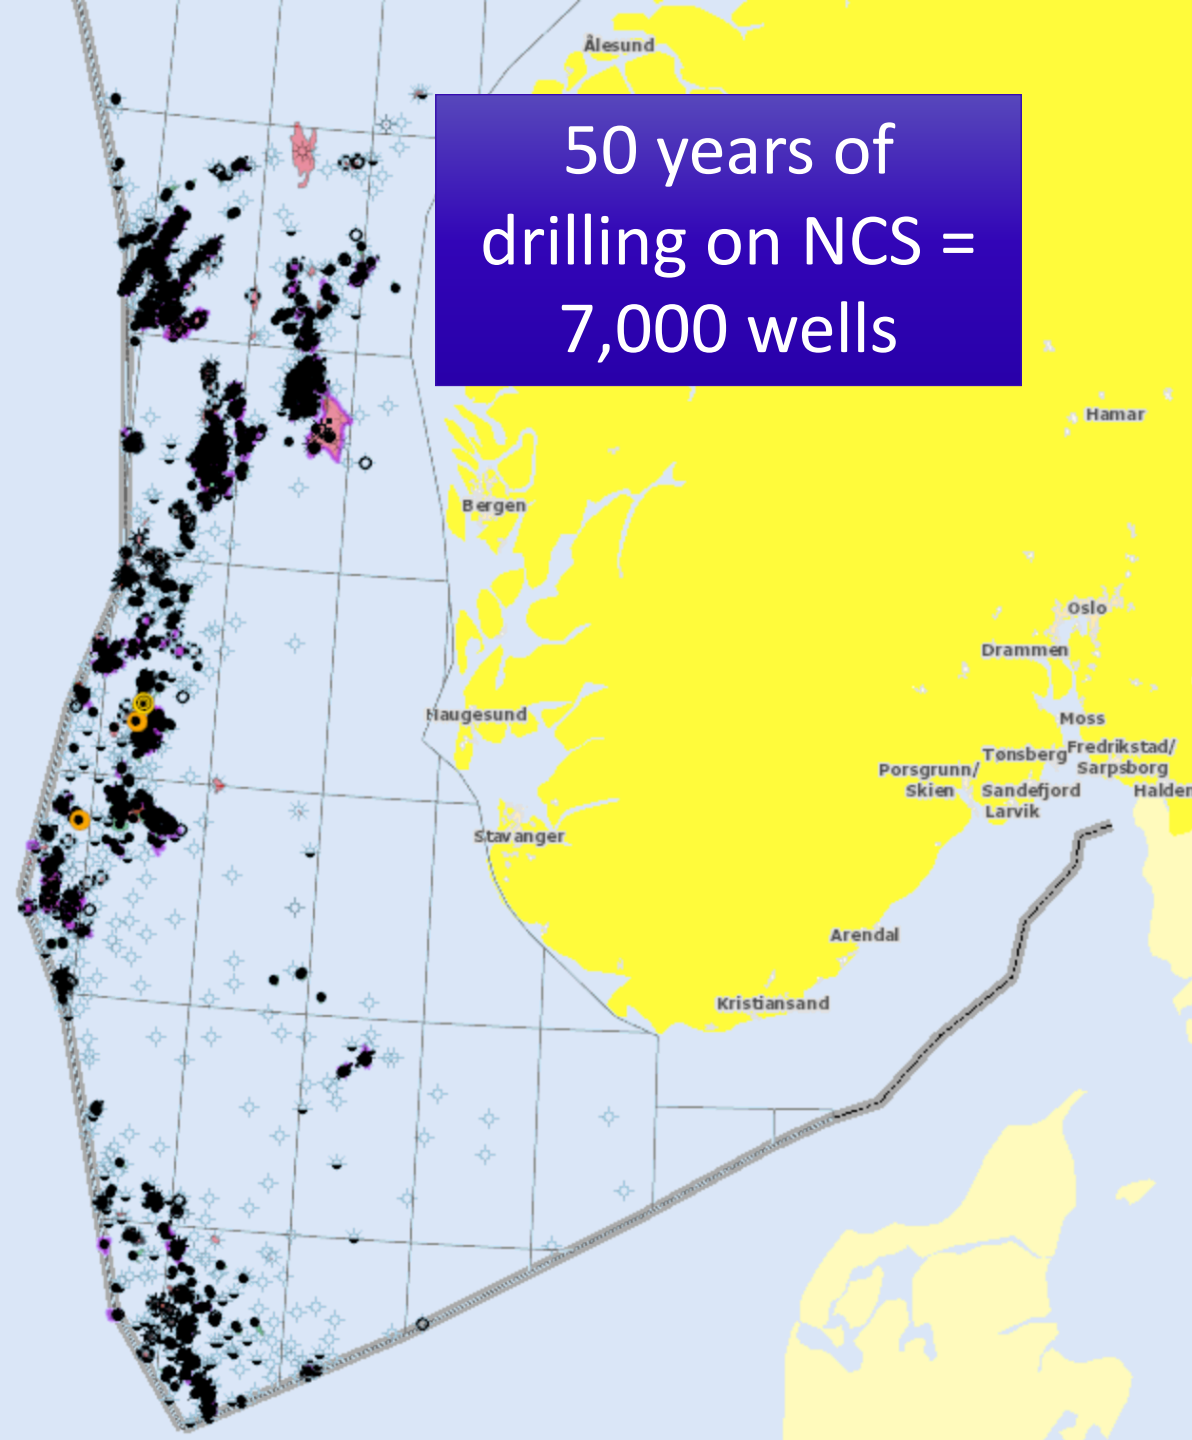 Ålesund
50 years of
drilling on NCS =
7,000 wells
Hamar
Bergen
Oslo
Drammen
Haugesund
Moss
Tønsberg
Fredrikstad/
Sarpsborg
Porsgrunn/
Skien
Sandefjord
Halden
Larvik
Stavanger
Arendal
Kristiansand